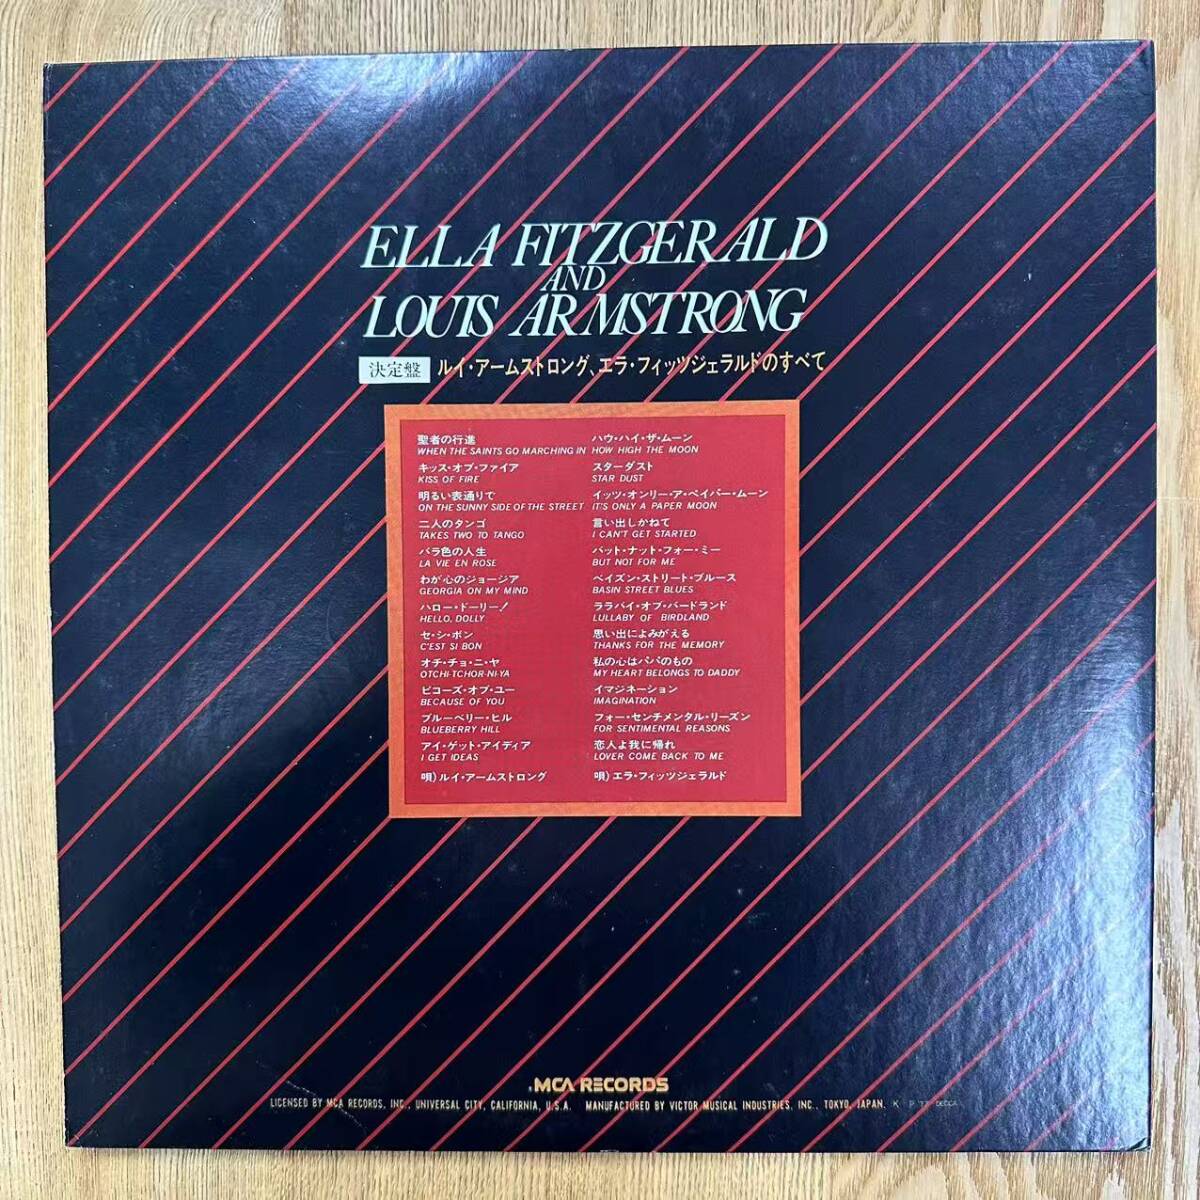 ELLA FITZGERALD
AND
LOUIS ARMSTRONG
決定盤 ルイ・アームストロング、エラ・フィッツジェラルドのすべて
聖者の行進
WHEN THE SAINTS GO MARCHING IN
キッス・オブ・ファイア
KISS OF FIRE
明るい表通りで
ON THE SUNNY SIDE OF THE STREET
二人のタンゴ
TAKES TWO TO TANGO
バラ色の人生
LA VIE EN ROSE
わが心のジョージア
GEORGIA ON MY MIND
ハロー・ドーリー!
HELLO, DOLLY
セ・シ・ボン
C'EST SI BON
オチ・チョ・ニ・ヤ
OTCHI-TCHOR-NI-YA
ビコーズ・オブ・ユー
BECAUSE OF YOU
ブルーベリー・ヒル
BLUEBERRY HILL
アイ・ゲット・アイディア
I GET IDEAS
唄)ルイ・アームストロング
ハウ・ハイ・ザ・ムーン
HOW HIGH THE MOON
スターダスト
STAR DUST
イッツ・オンリー・ア・ペイパー・ムーン
IT'S ONLY A PAPER MOON
言い出しかねて
I CAN'T GET STARTED
バット・ナット・フォー・ミー
BUT NOT FOR ME
ベイズン・ストリート・ブルース
BASIN STREET BLUES
ララバイ・オブ・バードランド
LULLABY OF BIRDLAND
思い出によみがえる
THANKS FOR THE MEMORY
私の心はパパのもの
MY HEART BELONGS TO DADDY
イマジネーション
IMAGINATION
フォー・センチメンタル・リーズン
FOR SENTIMENTAL REASONS
恋人よ我に帰れ
LOVER COME BACK TO ME
唄)エラ・フィッツジェラルド
MCA RECORDS
LICENSED BY MCA RECORDS, INC., UNIVERSAL CITY, CALIFORNIA, U.S.A. MANUFACTURED BY VICTOR MUSICAL INDUSTRIES, INC., TOKYO, JAPAN. K P